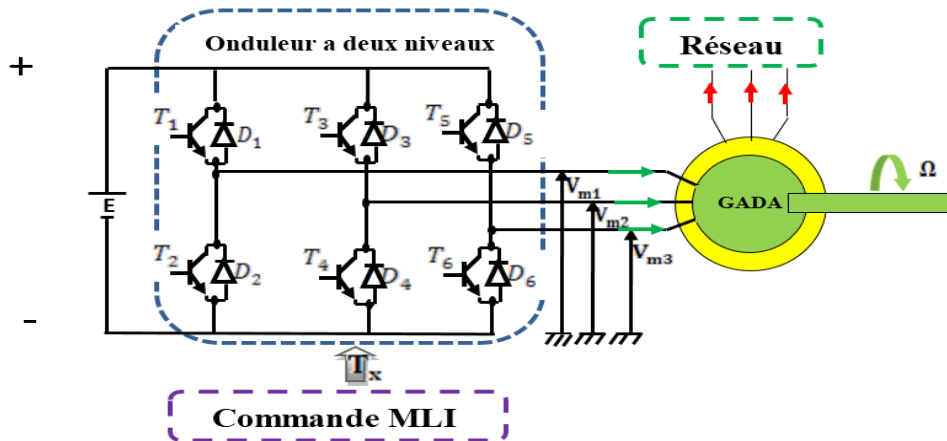 Onduleur a deux niveaux
Réseau
+
T1
D1
T3
D3
T5
D5
E
Vm1
Vm2
Vm3
GADA
Ω
T2
D2
T4
D4
T6
D6
-
Tx
Commande MLI